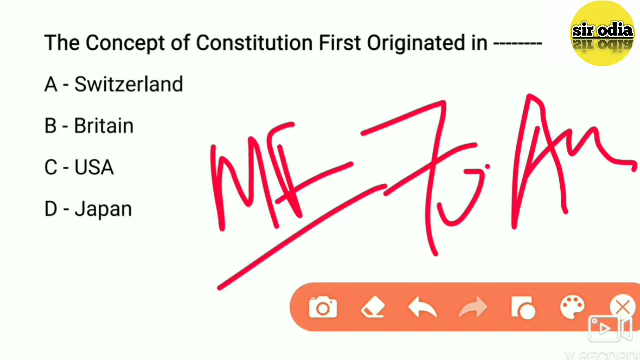 sir odia
The Concept of Constitution First Originated in --------
A - Switzerland
B - Britain
C - USA
D - Japan